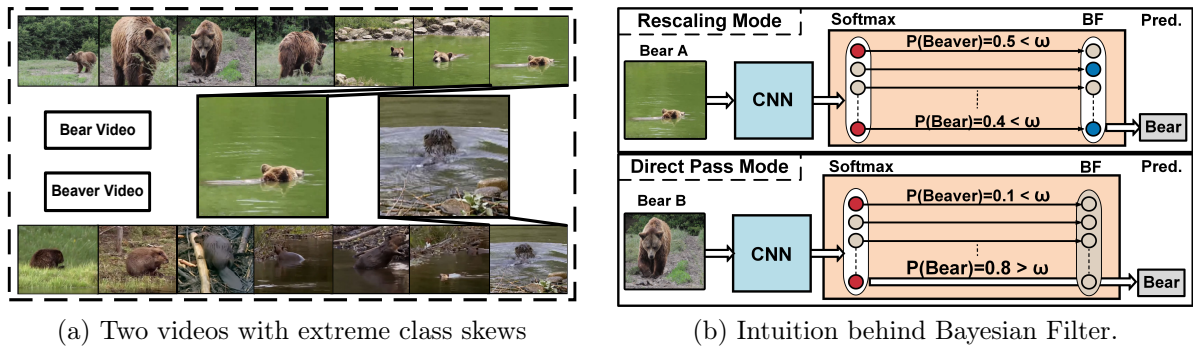 Bear Video
Beaver Video
(a) Two videos with extreme class skews
Rescaling Mode
Softmax
BF
Pred.
Bear A
CNN
P(Beaver)=0.5 < ω
P(Bear)=0.4 < ω
Bear
Direct Pass Mode
Softmax
BF
Pred.
Bear B
CNN
P(Beaver)=0.1 < ω
P(Bear)=0.8 > ω
Bear
(b) Intuition behind Bayesian Filter.